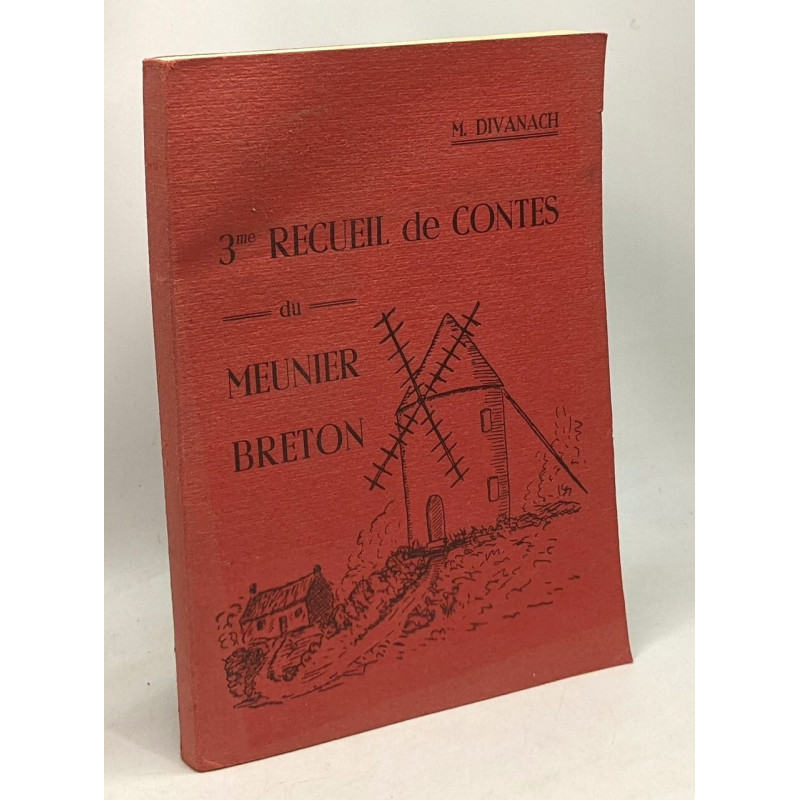 M. DIVANACH
3me RECUEIL de CONTES
du
MEUNIER
BRETON